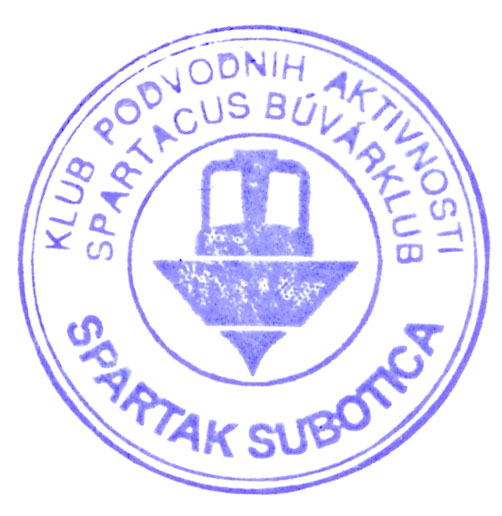 KLUB PODVODNIH AKTIVNOSTI
SPARTACUS BÚVÁRKLUB
SPARTAK SUBOTICA